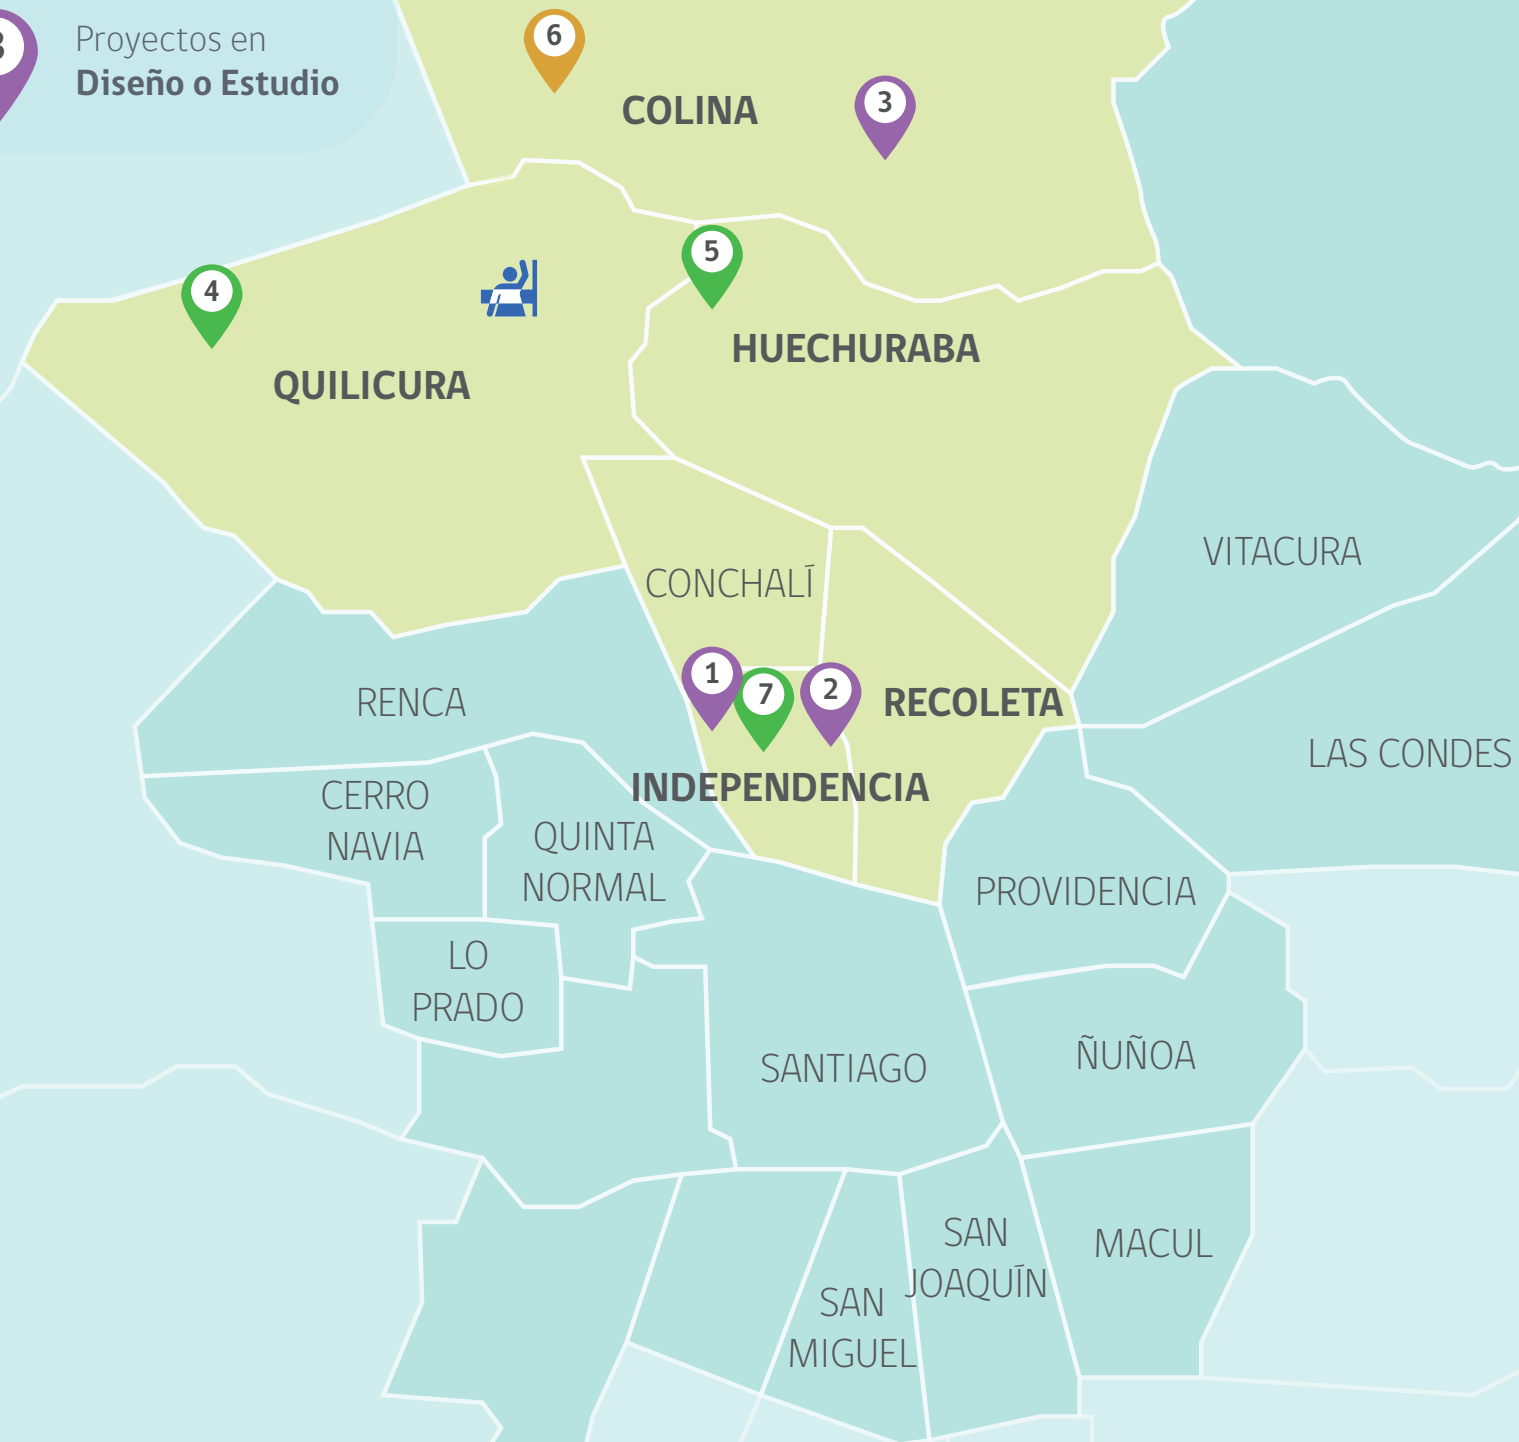 Proyectos en
Diseño o Estudio
6
COLINA
3
5
4
HUECHURABA
QUILICURA
VITACURA
CONCHALÍ
1
7
2
RECOLETA
RENCA
LAS CONDES
INDEPENDENCIA
CERRO
NAVIA
QUINTA
NORMAL
PROVIDENCIA
LO
PRADO
ÑUÑOA
SANTIAGO
SAN
JOAQUÍN
MACUL
SAN
MIGUEL